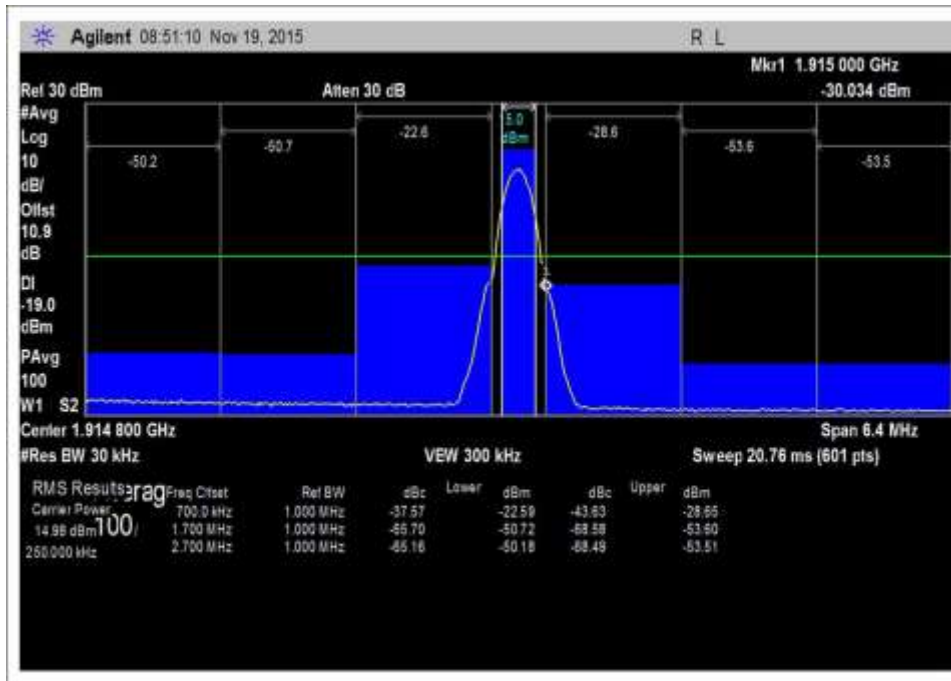 Agilent 08:51:10 Nov 19, 2015 R L
Mkr1 1.915 000 GHz
Ref 30 dBm Atten 30 dB -30.034 dBm
#Avg
Log
10
dB/
Offst
10.9
dB
DI
-19.0
dBm
PAvg
100
W1 S2
-50.2 -50.7 -22.6 5.0 dBm -28.6 -53.6 -53.5
1
Center 1.914 800 GHz Span 6.4 MHz
#Res BW 30 kHz VBW 300 kHz Sweep 20.76 ms (601 pts)
RMS Results Freq Offset Ref BW dBc Lower dBm dBc Upper dBm
Carrier Power 700.0 kHz 1.000 MHz -37.57 -22.59 -43.63 -28.65
14.98 dBm/ 1.700 MHz 1.000 MHz -65.70 -50.72 -68.58 -53.60
250.000 kHz 2.700 MHz 1.000 MHz -65.16 -50.18 -68.49 -53.51